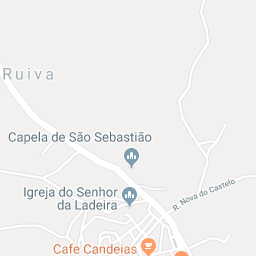 Ruiva
Capela de São Sebastião
Igreja do Senhor
da Ladeira
R. Nova do Castelo
Cafe Candeias